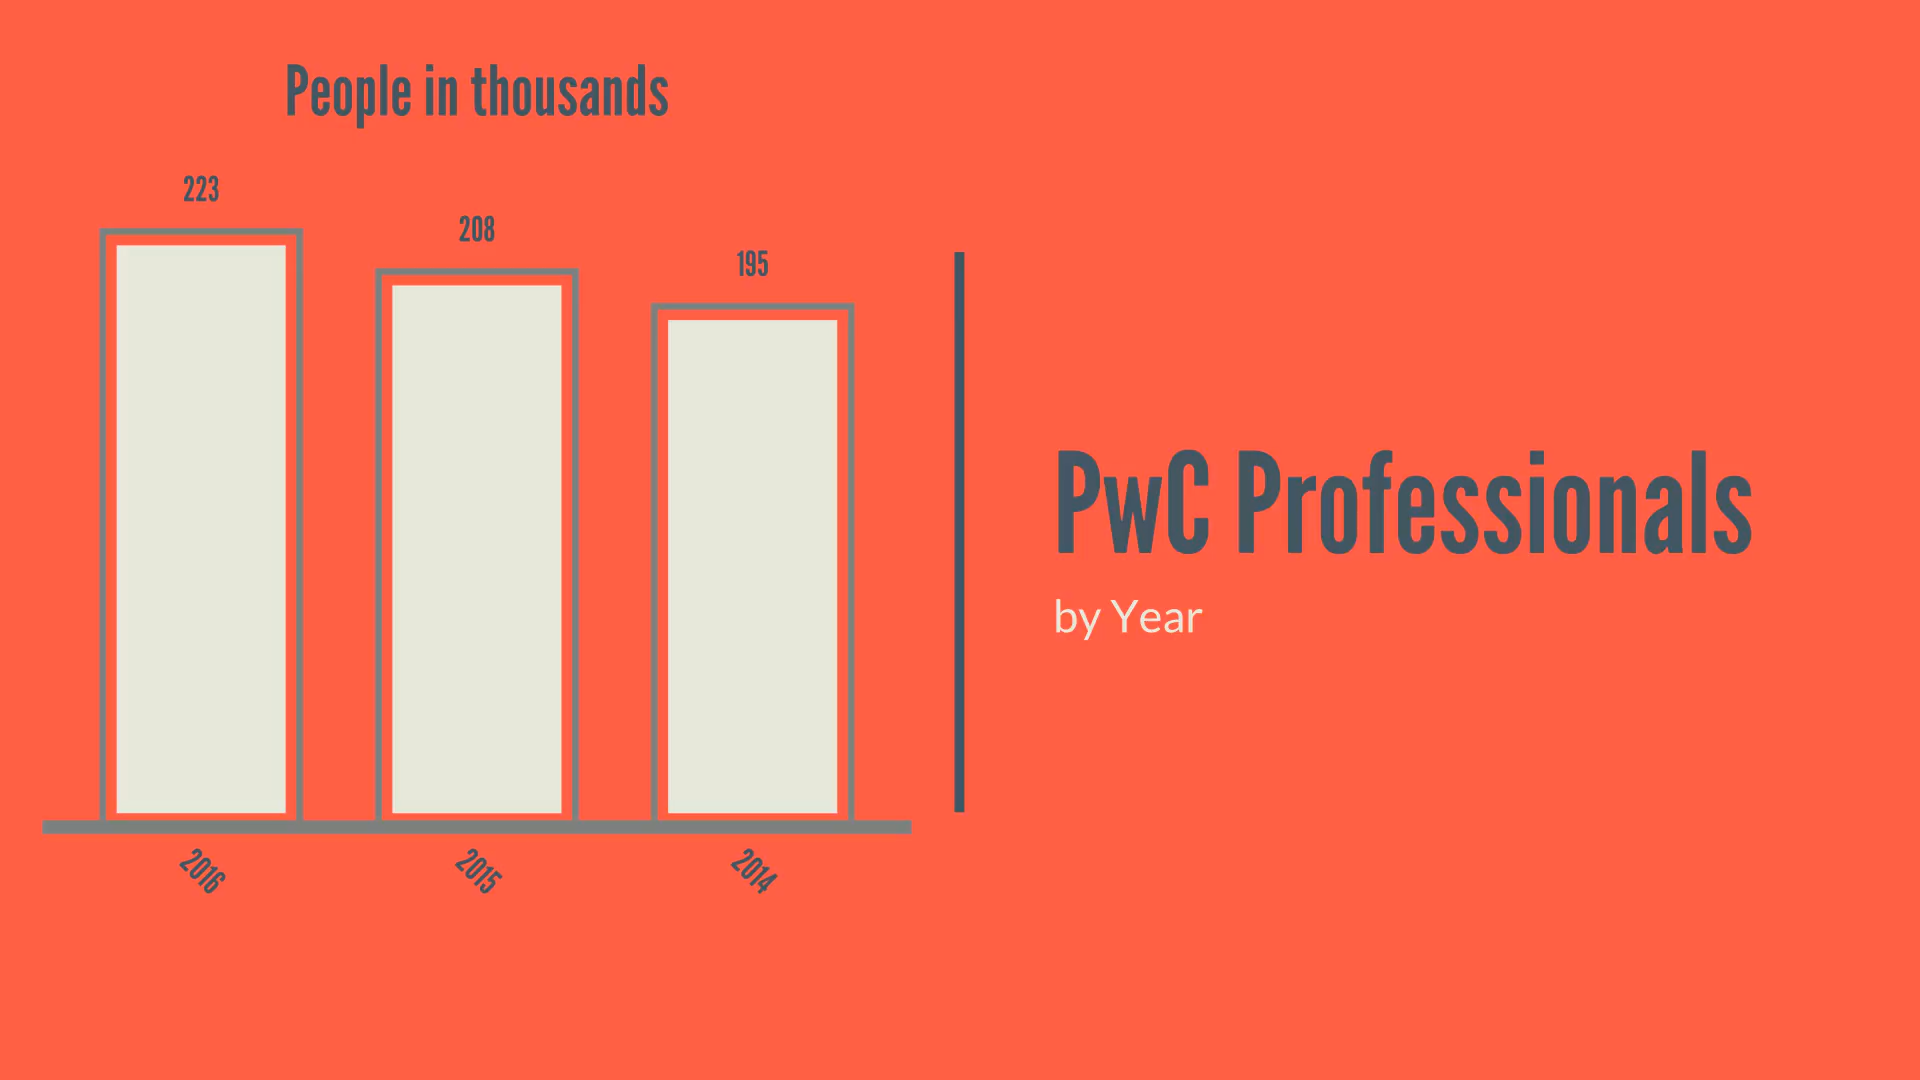 People in thousands
223
208
195
2016
2015
2014
PwC Professionals
by Year